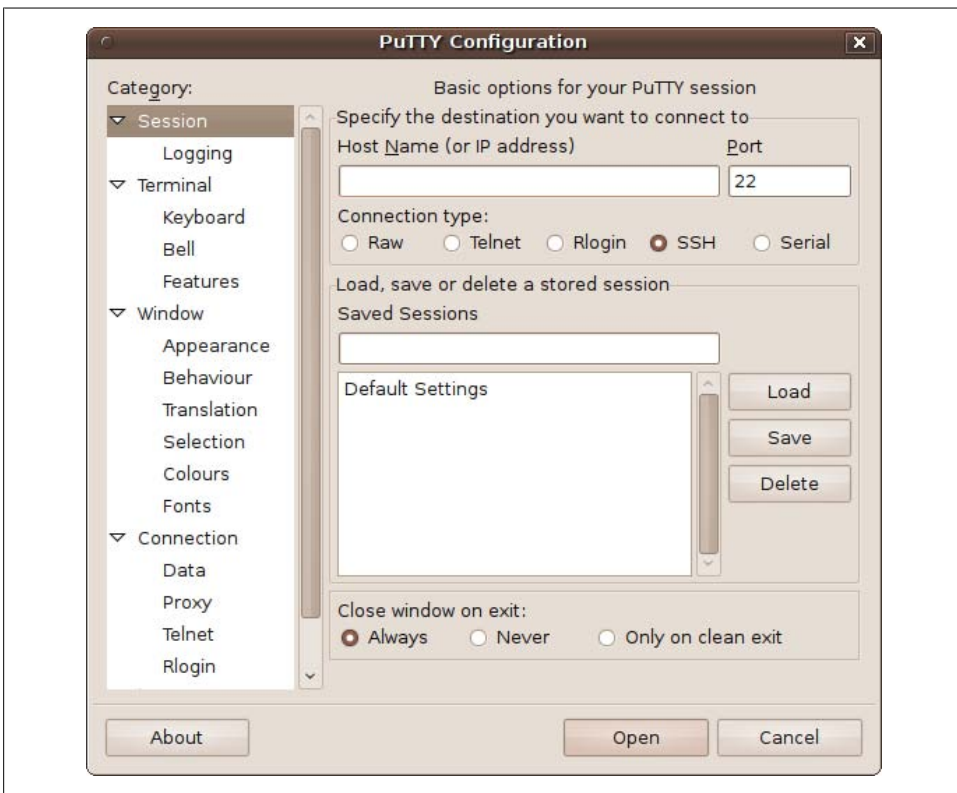 PuTTY Configuration
Category:
Session
Logging
Terminal
Keyboard
Bell
Features
Window
Appearance
Behaviour
Translation
Selection
Colours
Fonts
Connection
Data
Proxy
Telnet
Rlogin
Basic options for your PuTTY session
Specify the destination you want to connect to
Host Name (or IP address) Port
22
Connection type:
Raw Telnet Rlogin SSH Serial
Load, save or delete a stored session
Saved Sessions
Default Settings
Load
Save
Delete
Close window on exit:
Always Never Only on clean exit
About Open Cancel